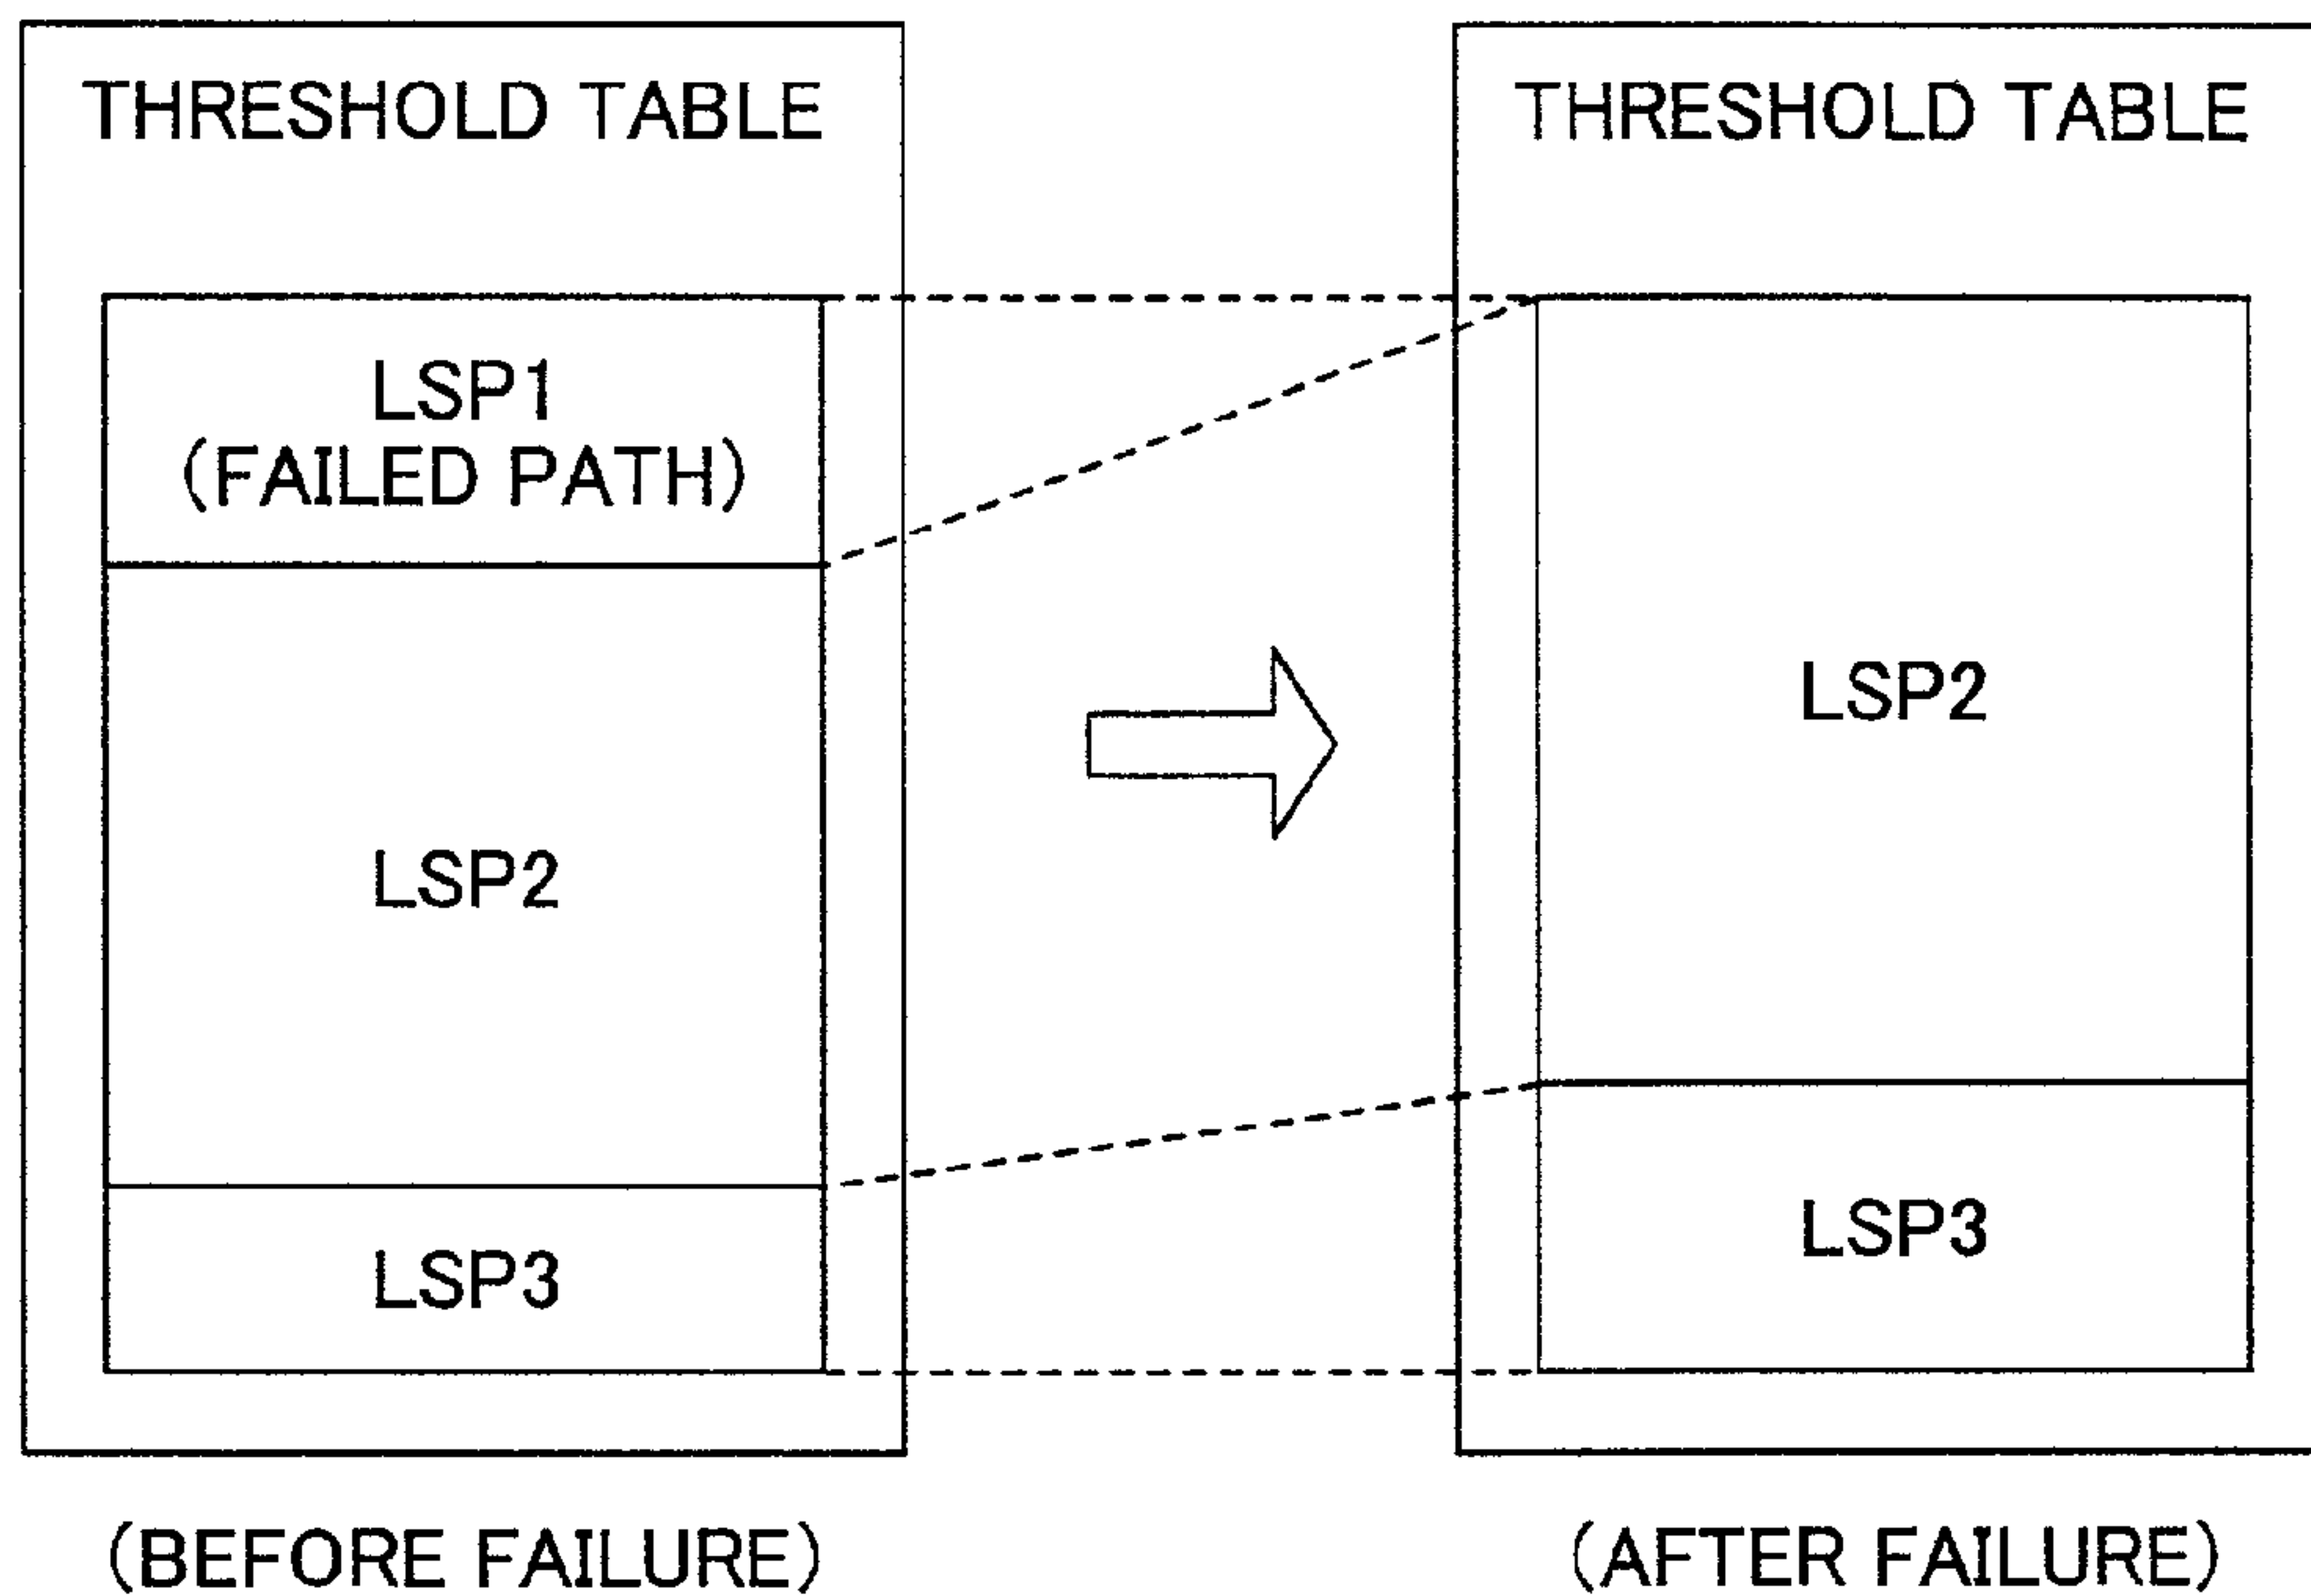 THRESHOLD TABLE
LSP1
(FAILED PATH)
LSP2
LSP3
(BEFORE FAILURE)
THRESHOLD TABLE
LSP2
LSP3
(AFTER FAILURE)